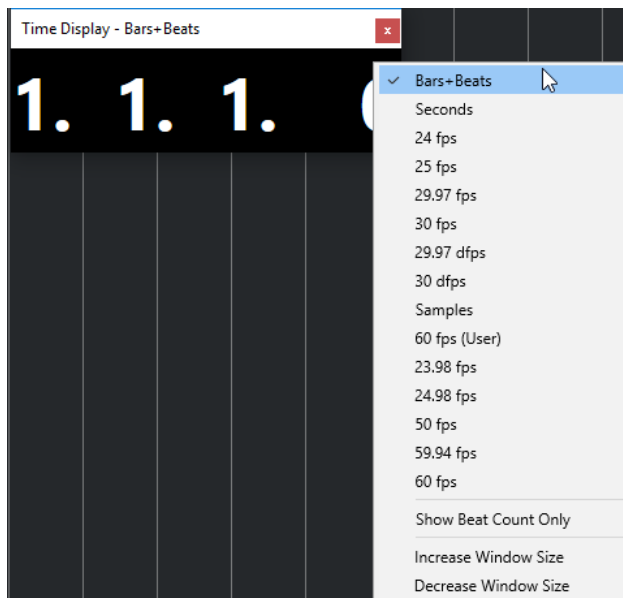 Time Display - Bars+Beats
x
1. 1. 1.
Bars+Beats
Seconds
24 fps
25 fps
29.97 fps
30 fps
29.97 dfps
30 dfps
Samples
60 fps (User)
23.98 fps
24.98 fps
50 fps
59.94 fps
60 fps
Show Beat Count Only
Increase Window Size
Decrease Window Size